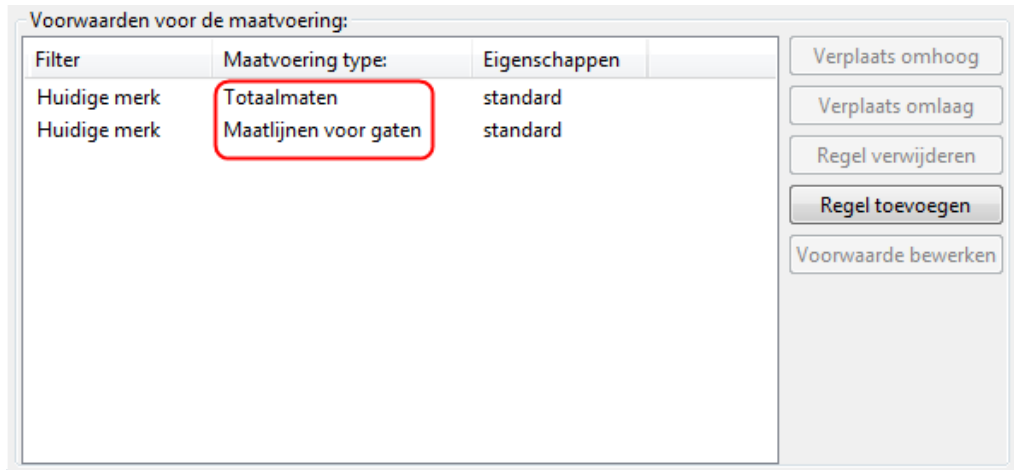 Voorwaarden voor de maatvoering:
Filter Maatvoering type: Eigenschappen
Huidige merk Totaalmaten standard
Huidige merk Maatlijnen voor gaten standard
Verplaats omhoog
Verplaats omlaag
Regel verwijderen
Regel toevoegen
Voorwaarde bewerken